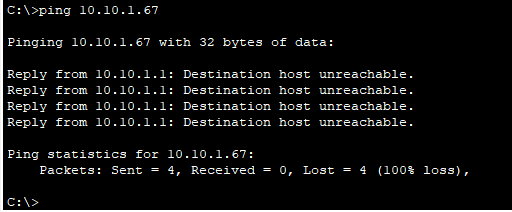 C:\>ping 10.10.1.67
Pinging 10.10.1.67 with 32 bytes of data:
Reply from 10.10.1.1: Destination host unreachable.
Reply from 10.10.1.1: Destination host unreachable.
Reply from 10.10.1.1: Destination host unreachable.
Reply from 10.10.1.1: Destination host unreachable.
Ping statistics for 10.10.1.67:
    Packets: Sent = 4, Received = 0, Lost = 4 (100% loss),
C:\>